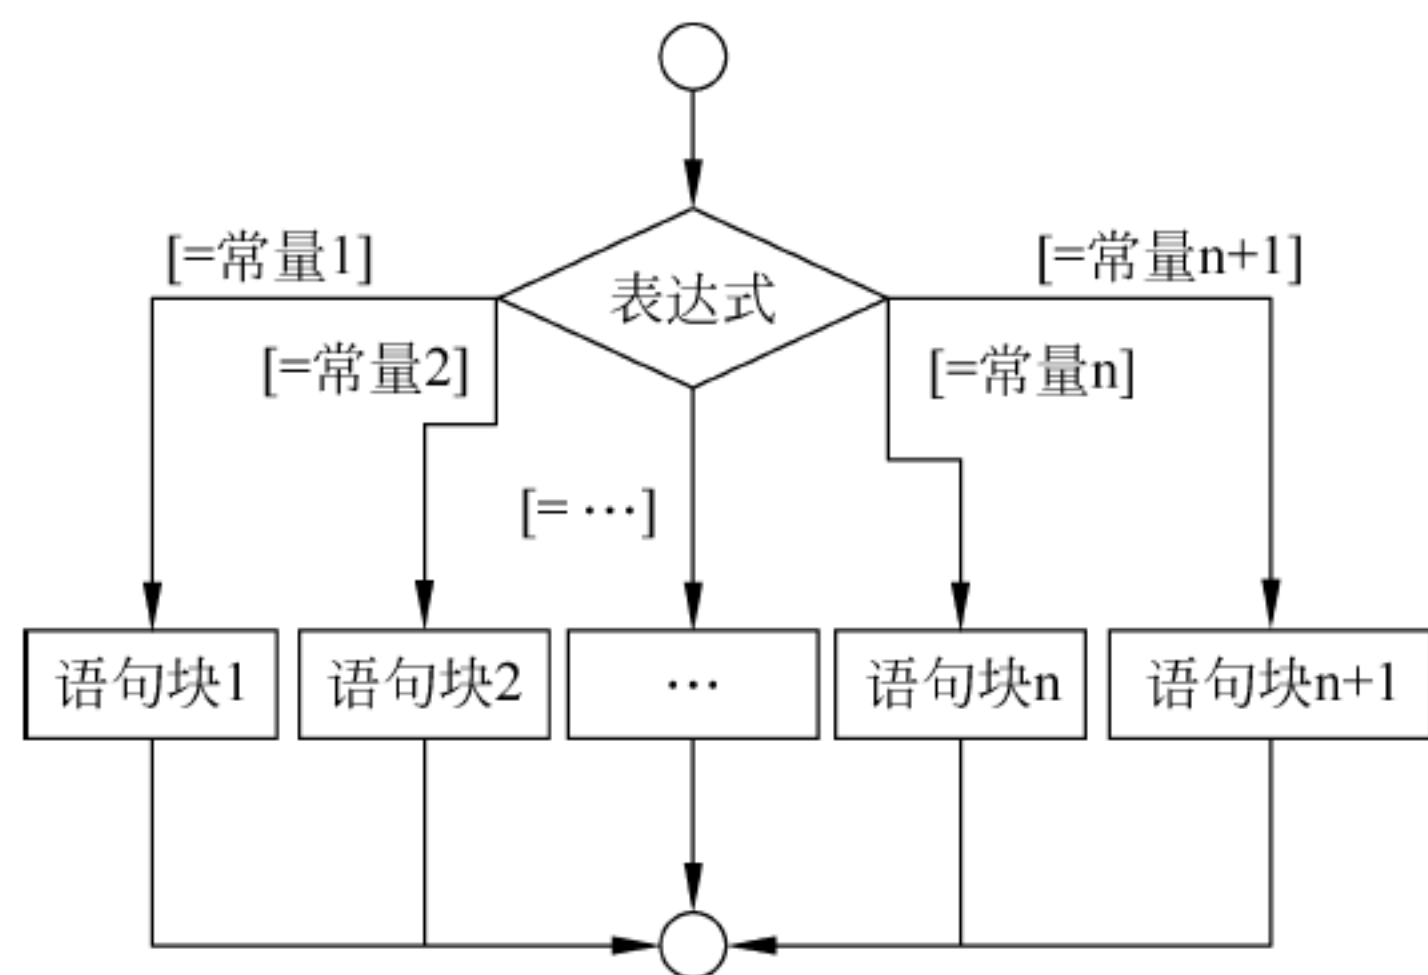 [=常量1]
[=常量n+1]
表达式
[=常量2]
[=常量n]
[= …]
语句块1
语句块2
…
语句块n
语句块n+1